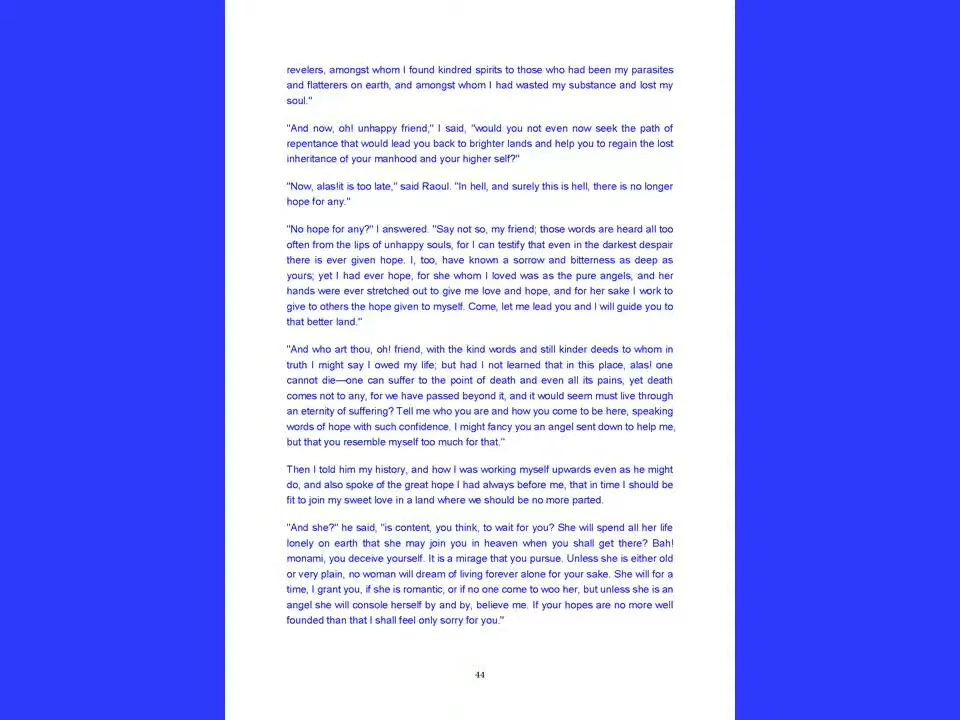 revelers, amongst whom I found kindred spirits to those who had been my parasites
and flatterers on earth, and amongst whom I had wasted my substance and lost my
soul."
"And now, oh! unhappy friend," I said, "would you not even now seek the path of
repentance that would lead you back to brighter lands and help you to regain the lost
inheritance of your manhood and your higher self?"
"Now, alas!it is too late," said Raoul. "In hell, and surely this is hell, there is no longer
hope for any."
"No hope for any?" I answered. "Say not so, my friend; those words are heard all too
often from the lips of unhappy souls, for I can testify that even in the darkest despair
there is ever given hope. I, too, have known a sorrow and bitterness as deep as
yours; yet I had ever hope, for she whom I loved was as the pure angels, and her
hands were ever stretched out to give me love and hope, and for her sake I work to
give to others the hope given to myself. Come, let me lead you and I will guide you to
that better land."
"And who art thou, oh! friend, with the kind words and still kinder deeds to whom in
truth I might say I owed my life; but had I not learned that in this place, alas! one
cannot die—one can suffer to the point of death and even all its pains, yet death
comes not to any, for we have passed beyond it, and it would seem must live through
an eternity of suffering? Tell me who you are and how you come to be here, speaking
words of hope with such confidence. I might fancy you an angel sent down to help me,
but that you resemble myself too much for that."
Then I told him my history, and how I was working myself upwards even as he might
do, and also spoke of the great hope I had always before me, that in time I should be
fit to join my sweet love in a land where we should be no more parted.
"And she?" he said, "is content, you think, to wait for you? She will spend all her life
lonely on earth that she may join you in heaven when you shall get there? Bah!
monami, you deceive yourself. It is a mirage that you pursue. Unless she is either old
or very plain, no woman will dream of living forever alone for your sake. She will for a
time, I grant you, if she is romantic, or if no one come to woo her, but unless she is an
angel she will console herself by and by, believe me. If your hopes are no more well
founded than that I shall feel only sorry for you."
44